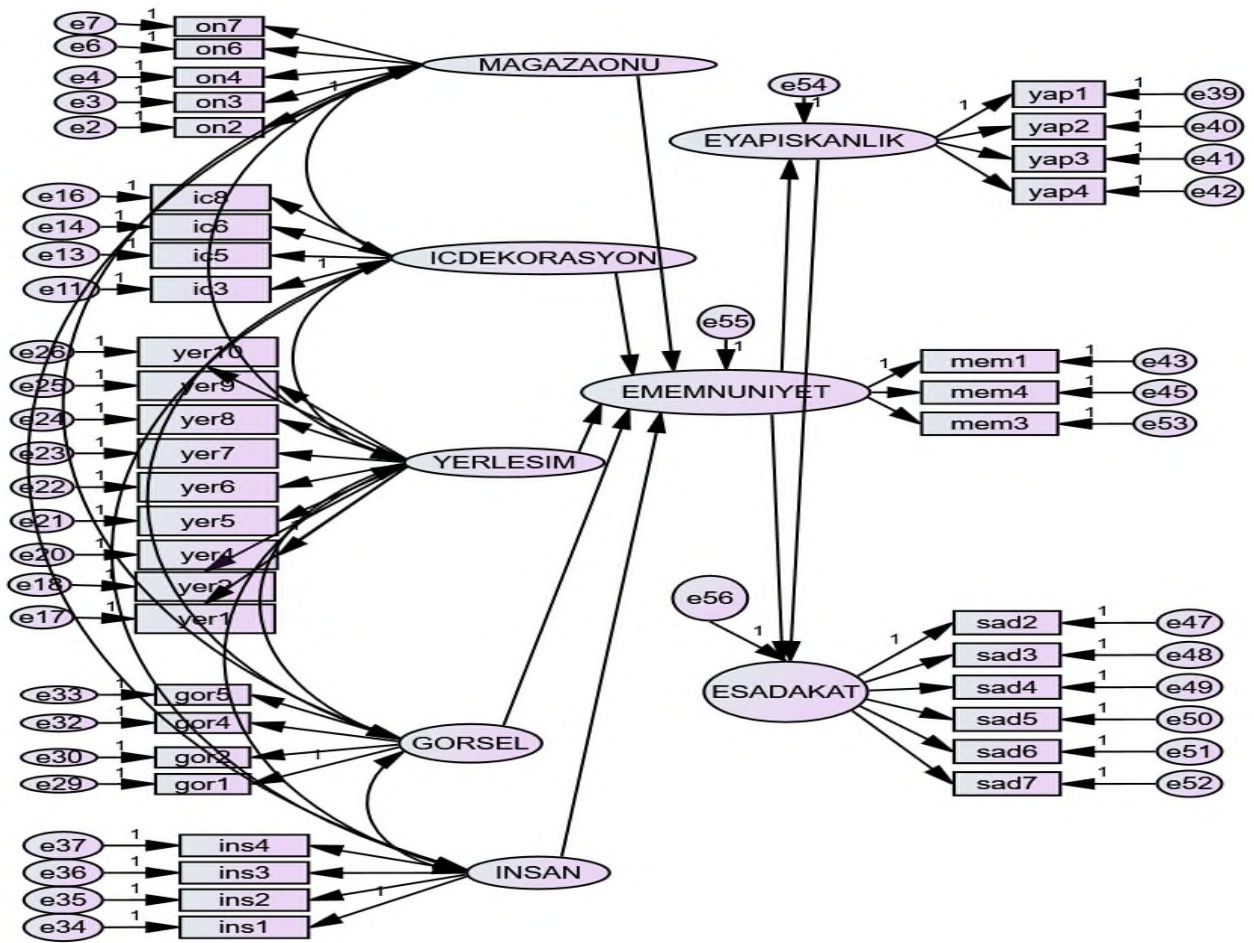 e7 1 on7
e6 1 on6
e4 1 on4
e3 1 on3
e2 1 on2
MAGAZAONU
e16 1 ic8
e14 1 ic6
e13 1 ic5
e11 1 ic3
1
ICDEKORASYON
e26 1 yer10
e25 1 yer9
e24 1 yer8
e23 1 yer7
e22 1 yer6
e21 1 yer5
e20 1 yer4
e18 1 yer2
e17 1 yer1
YERLESIM
e33 1 gor5
e32 1 gor4
e30 1 gor2
e29 1 gor1
1
GORSEL
e37 1 ins4
e36 1 ins3
e35 1 ins2
e34 1 ins1
1
INSAN
e54
1
EYAPISKANLIK
1 yap1 1 e39
yap2 1 e40
yap3 1 e41
yap4 1 e42
e55
1
EMEMNUNIYET
1 mem1 1 e43
mem4 1 e45
mem3 1 e53
e56
1
ESADAKAT
1 sad2 1 e47
sad3 1 e48
sad4 1 e49
sad5 1 e50
sad6 1 e51
sad7 1 e52